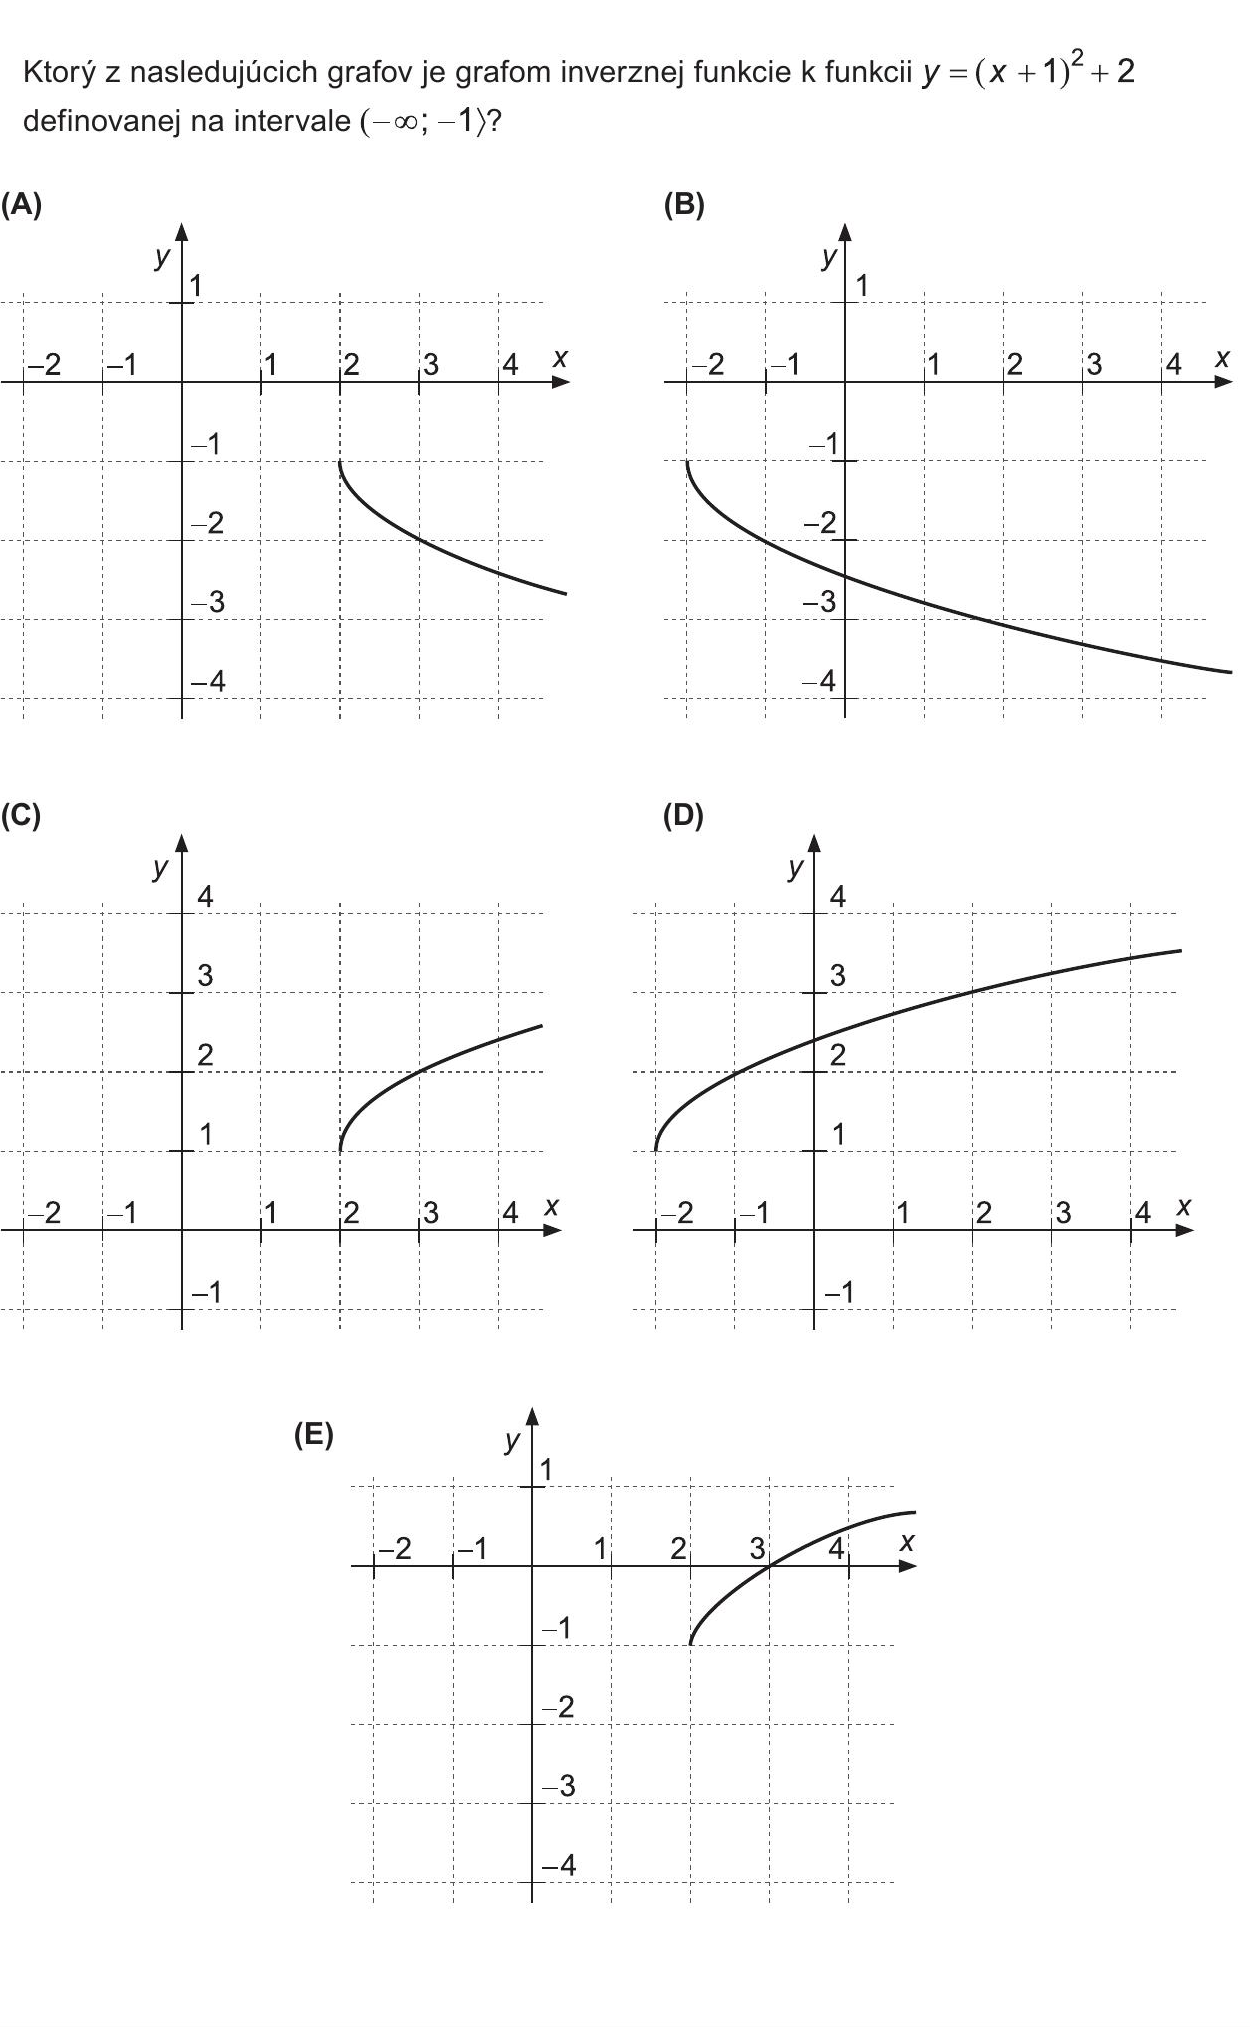 Ktorý z nasledujúcich grafov je grafom inverznej funkcie k funkcii y = (x + 1)² + 2
definovanej na intervale (−∞; −1⟩?
(A)
y
1
−2 −1 1 2 3 4 x
−1
−2
−3
−4
(B)
y
1
−2 −1 1 2 3 4 x
−1
−2
−3
−4
(C)
y
4
3
2
1
−2 −1 1 2 3 4 x
−1
(D)
y
4
3
2
1
−2 −1 1 2 3 4 x
−1
(E)
y
1
−2 −1 1 2 3 4 x
−1
−2
−3
−4